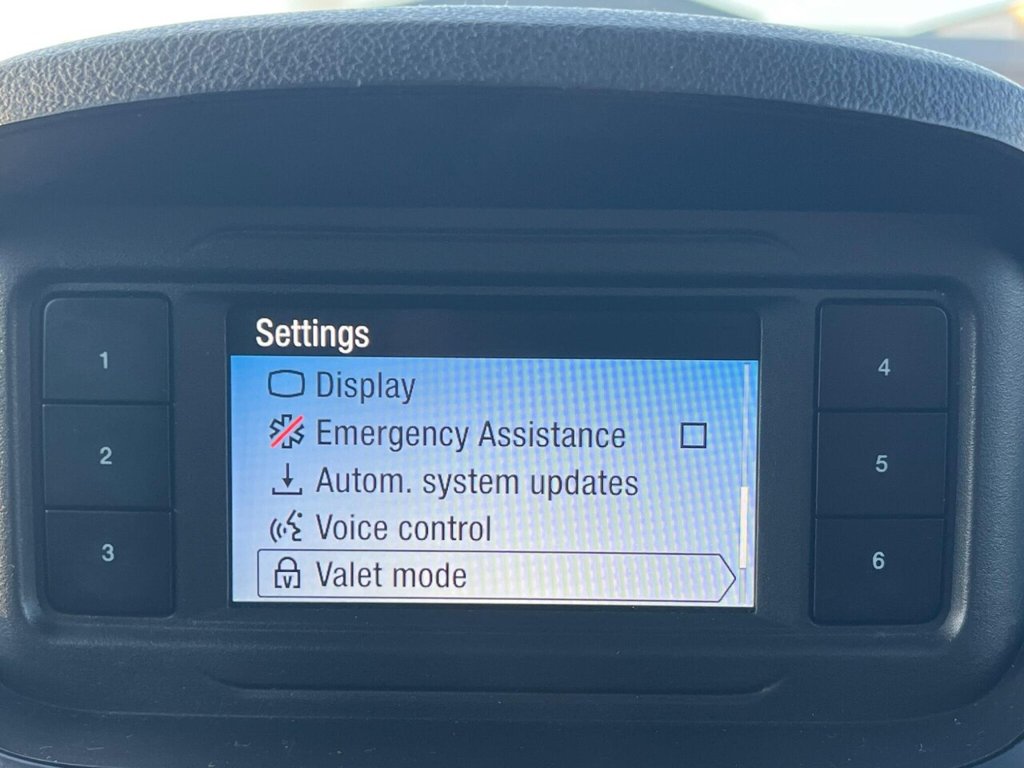 Settings
Display
Emergency Assistance
Autom. system updates
Voice control
V Valet mode
1
2
3
4
5
6